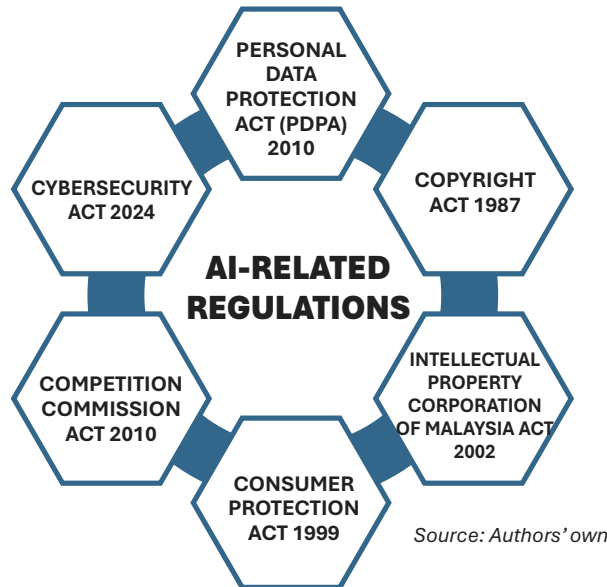 PERSONAL
DATA
PROTECTION
ACT (PDPA)
2010
CYBERSECURITY
ACT 2024
COPYRIGHT
ACT 1987
AI-RELATED
REGULATIONS
COMPETITION
COMMISSION
ACT 2010
INTELLECTUAL
PROPERTY
CORPORATION
OF MALAYSIA ACT
2002
CONSUMER
PROTECTION
ACT 1999
Source: Authors’ own